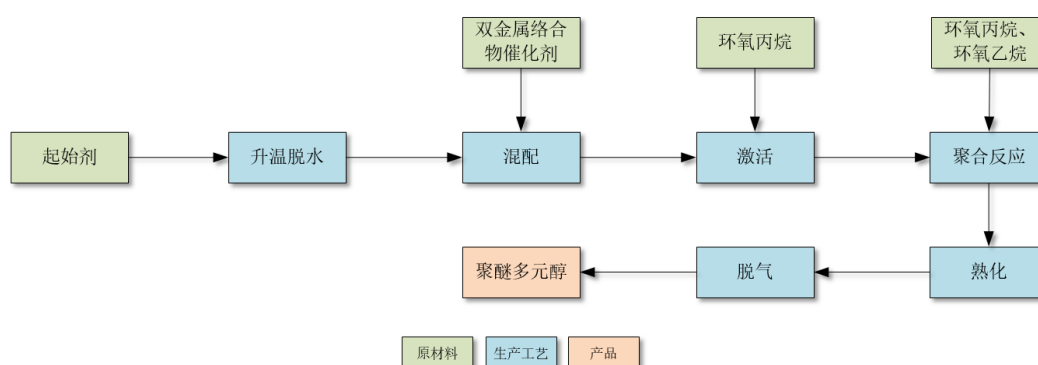 双金属络合
物催化剂
环氧丙烷
环氧丙烷、
环氧乙烷
起始剂
升温脱水
混配
激活
聚合反应
聚醚多元醇
脱气
熟化
原材料
生产工艺
产品